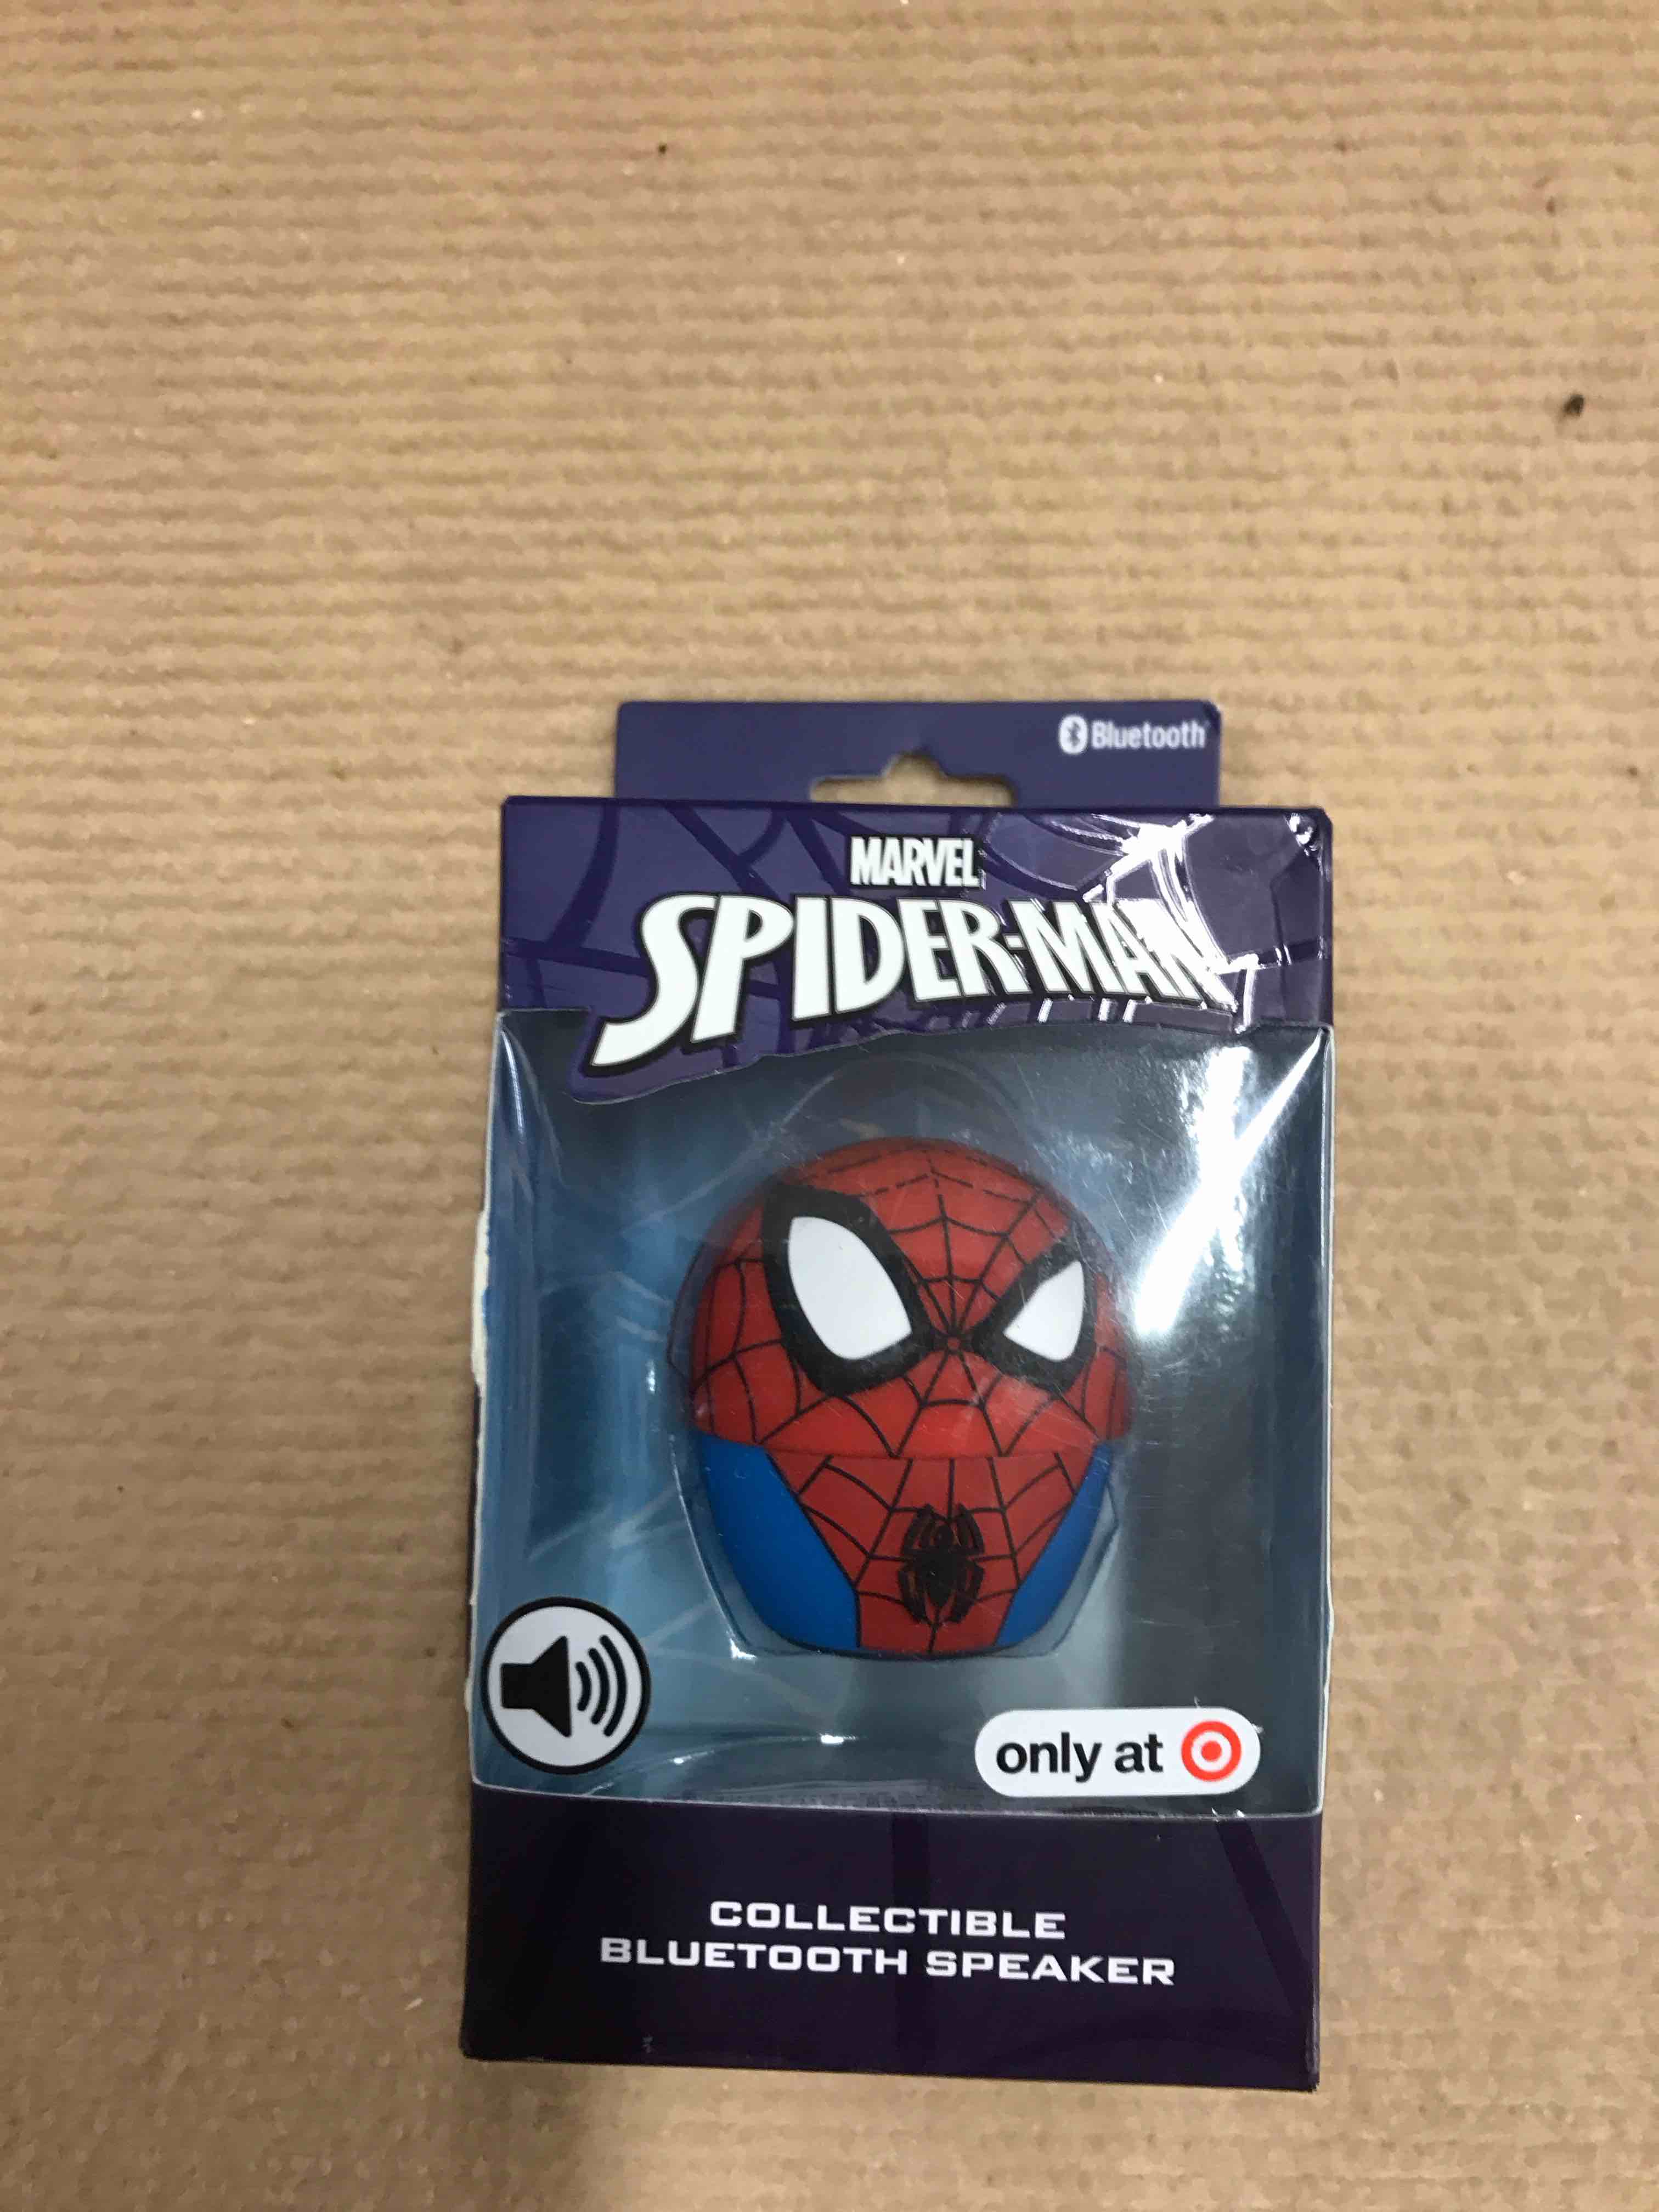 Bluetooth
MARVEL
SPIDER-MAN
only at
COLLECTIBLE
BLUETOOTH SPEAKER